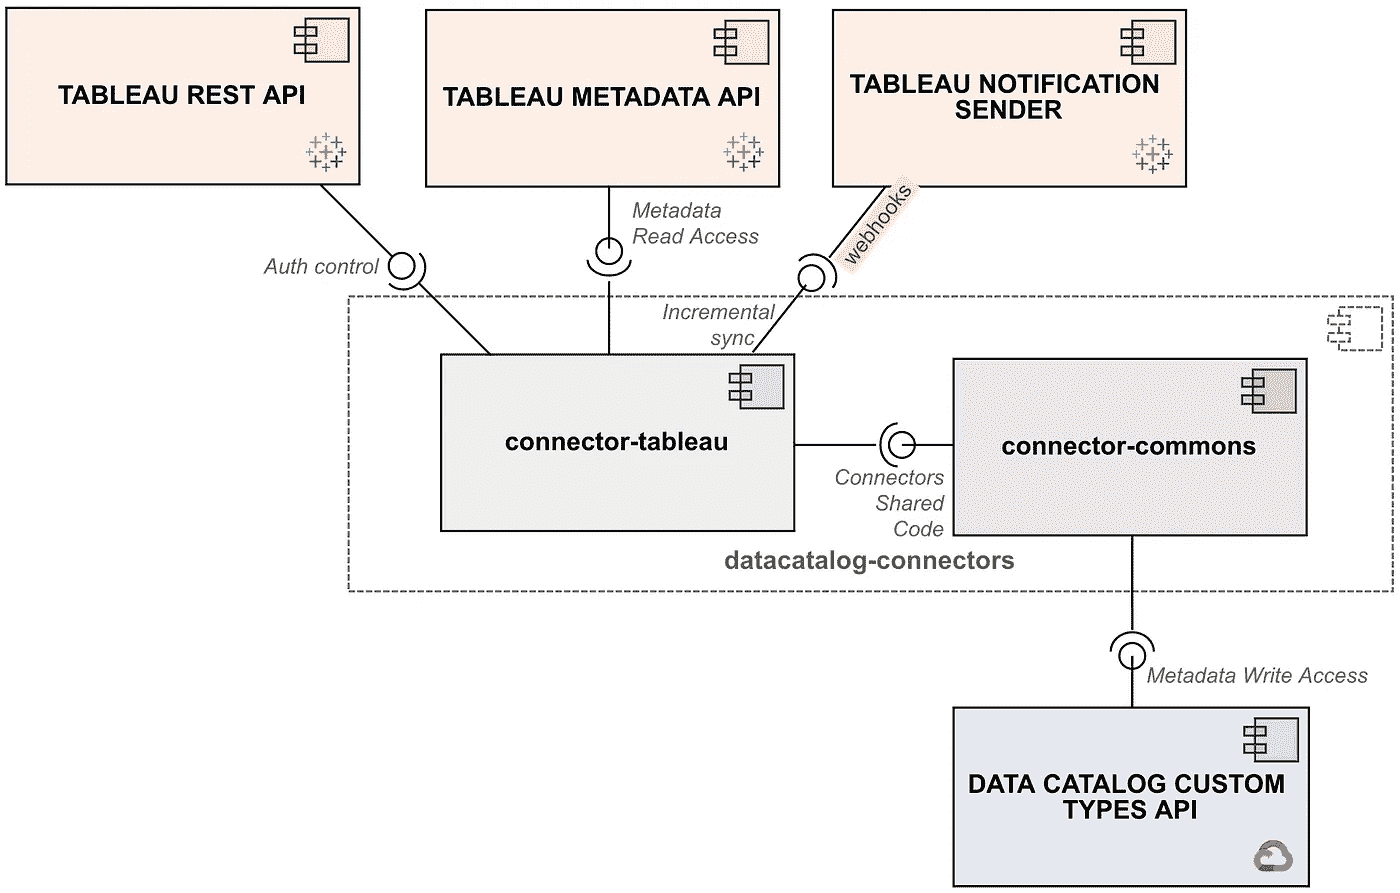 TABLEAU REST API
TABLEAU METADATA API
TABLEAU NOTIFICATION
SENDER
Metadata
Read Access
webhooks
Auth control
Incremental
sync
connector-tableau
connector-commons
Connectors
Shared
Code
datacatalog-connectors
Metadata Write Access
DATA CATALOG CUSTOM
TYPES API